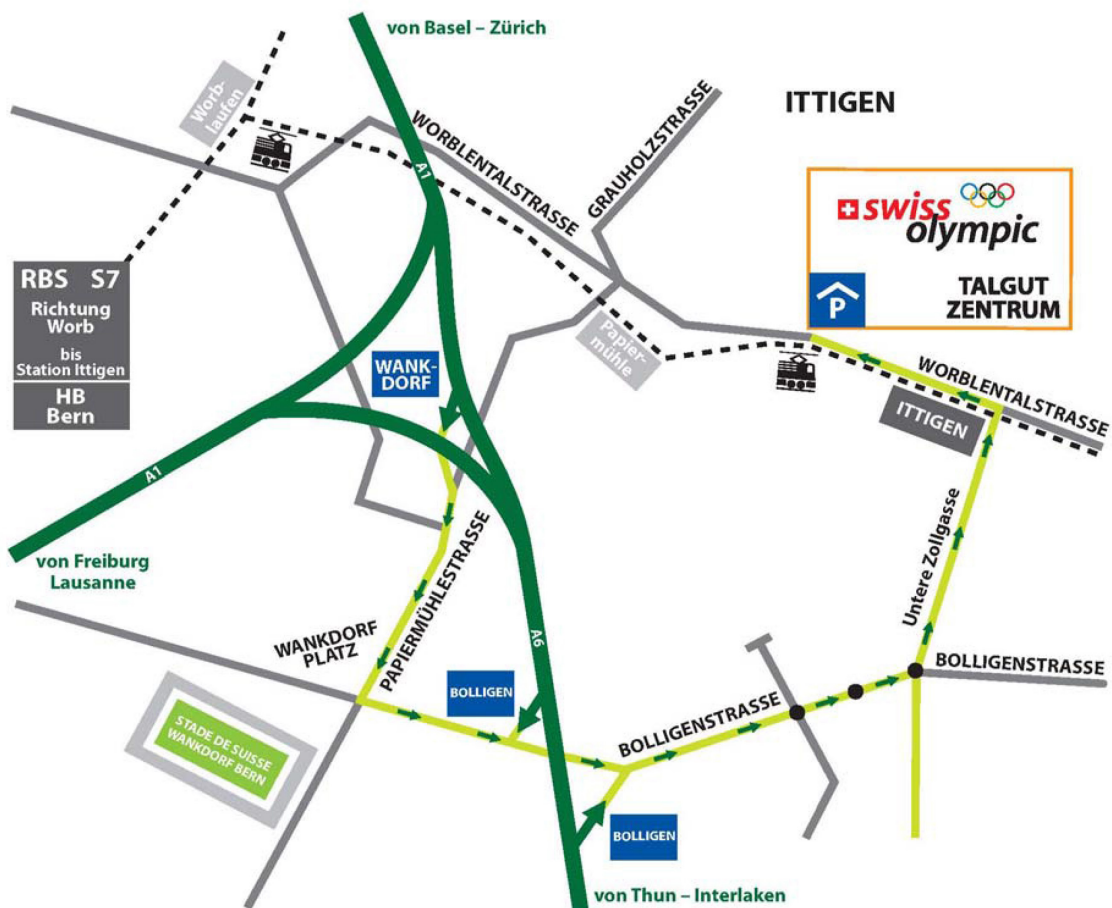 von Basel – Zürich
ITTIGEN
Worb-
laufen
WORBLENTALSTRASSE
GRAUHOLZSTRASSE
A1
swiss
olympic
P
TALGUT
ZENTRUM
RBS S7
Richtung
Worb
bis
Station Ittigen
HB
Bern
Papier-
mühle
WANK-
DORF
WORBLENTALSTRASSE
ITTIGEN
A1
von Freiburg
Lausanne
PAPIERMÜHLESTRASSE
Untere Zollgasse
WANKDORF
PLATZ
A6
BOLLIGENSTRASSE
BOLLIGEN
BOLLIGENSTRASSE
STADE DE SUISSE
WANKDORF BERN
BOLLIGEN
von Thun – Interlaken